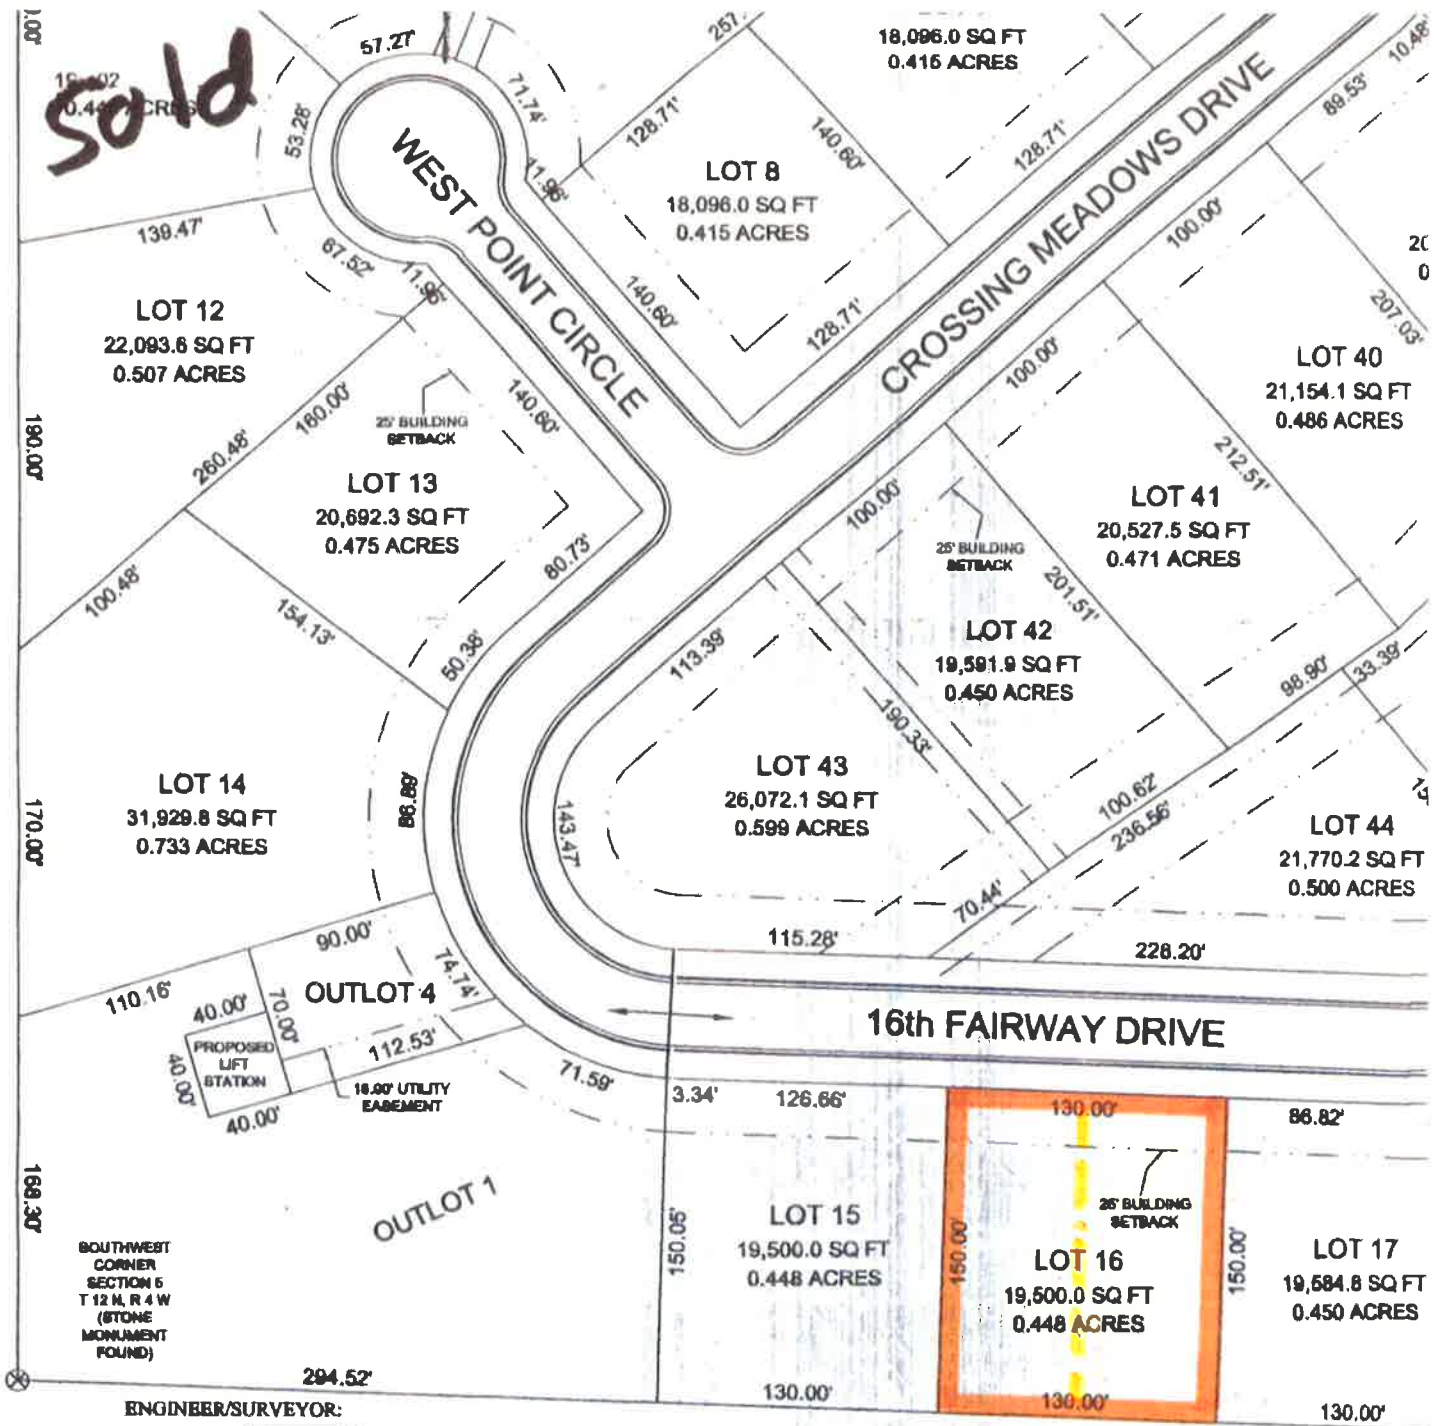 57.27'
257.
18,096.0 SQ FT
0.415 ACRES
10.48'
Sold
53.28'
71.74'
128.71'
140.60'
128.71'
89.53'
WEST POINT CIRCLE
11.96'
LOT 8
18,096.0 SQ FT
0.415 ACRES
CROSSING MEADOWS DRIVE
100.00'
139.47'
67.52'
11.96'
140.60'
128.71'
207.03'
LOT 12
22,093.6 SQ FT
0.507 ACRES
100.00'
LOT 40
21,154.1 SQ FT
0.486 ACRES
190.00'
260.48'
160.00'
25' BUILDING
SETBACK
140.60'
212.51'
LOT 13
20,692.3 SQ FT
0.475 ACRES
100.00'
LOT 41
20,527.5 SQ FT
0.471 ACRES
25' BUILDING
SETBACK
100.48'
154.13'
80.73'
50.38'
113.39'
201.51'
LOT 42
19,591.9 SQ FT
0.450 ACRES
98.90'
33.39'
190.33'
LOT 14
31,929.8 SQ FT
0.733 ACRES
170.00'
86.89'
143.47'
LOT 43
26,072.1 SQ FT
0.599 ACRES
100.62'
236.56'
LOT 44
21,770.2 SQ FT
0.500 ACRES
70.44'
90.00'
74.74'
115.28'
228.20'
110.16'
40.00'
70.00'
OUTLOT 4
16th FAIRWAY DRIVE
PROPOSED
LIFT
STATION
40.00'
40.00'
112.53'
71.59'
UTILITY
EASEMENT
3.34'
126.66'
130.00'
86.82'
168.30'
OUTLOT 1
150.05'
LOT 15
19,500.0 SQ FT
0.448 ACRES
150.00'
25' BUILDING
SETBACK
LOT 16
19,500.0 SQ FT
0.448 ACRES
150.00'
LOT 17
19,584.8 SQ FT
0.450 ACRES
SOUTHWEST
CORNER
SECTION 5
T 12 N, R 4 W
(STONE
MONUMENT
FOUND)
294.52'
130.00'
130.00'
130.00'
ENGINEER/SURVEYOR: